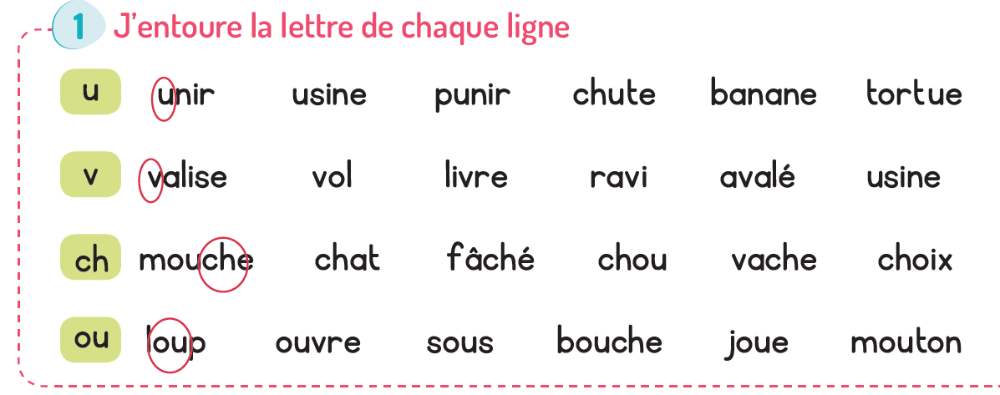 1 J'entoure la lettre de chaque ligne
u unir usine punir chute banane tortue
v valise vol livre ravi avalé usine
ch mouche chat fâché chou vache choix
ou loup ouvre sous bouche joue mouton